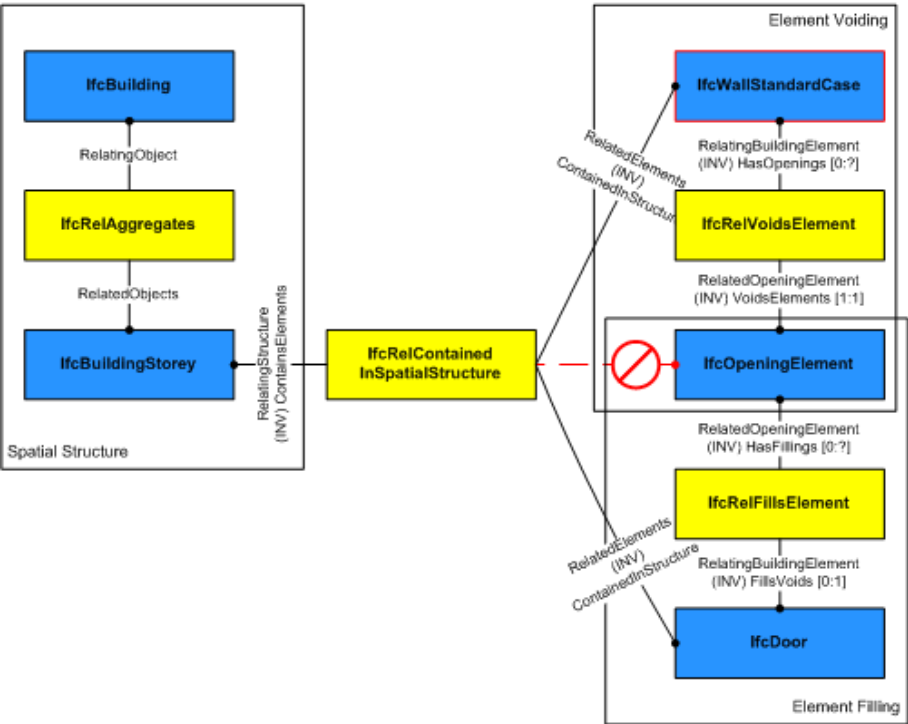 Element Voiding
IfcBuilding
RelatingObject
IfcRelAggregates
RelatedObjects
IfcBuildingStorey
Spatial Structure
RelatingStructure
(INV) ContainsElements
IfcRelContained
InSpatialStructure
RelatedElements
(INV)
ContainedInStructur
IfcWallStandardCase
RelatingBuildingElement
(INV) HasOpenings [0:?]
IfcRelVoidsElement
RelatedOpeningElement
(INV) VoidsElements [1:1]
IfcOpeningElement
RelatedOpeningElement
(INV) HasFillings [0:?]
IfcRelFillsElement
RelatedElements
(INV)
ContainedInStructure
RelatingBuildingElement
(INV) FillsVoids [0:1]
IfcDoor
Element Filling